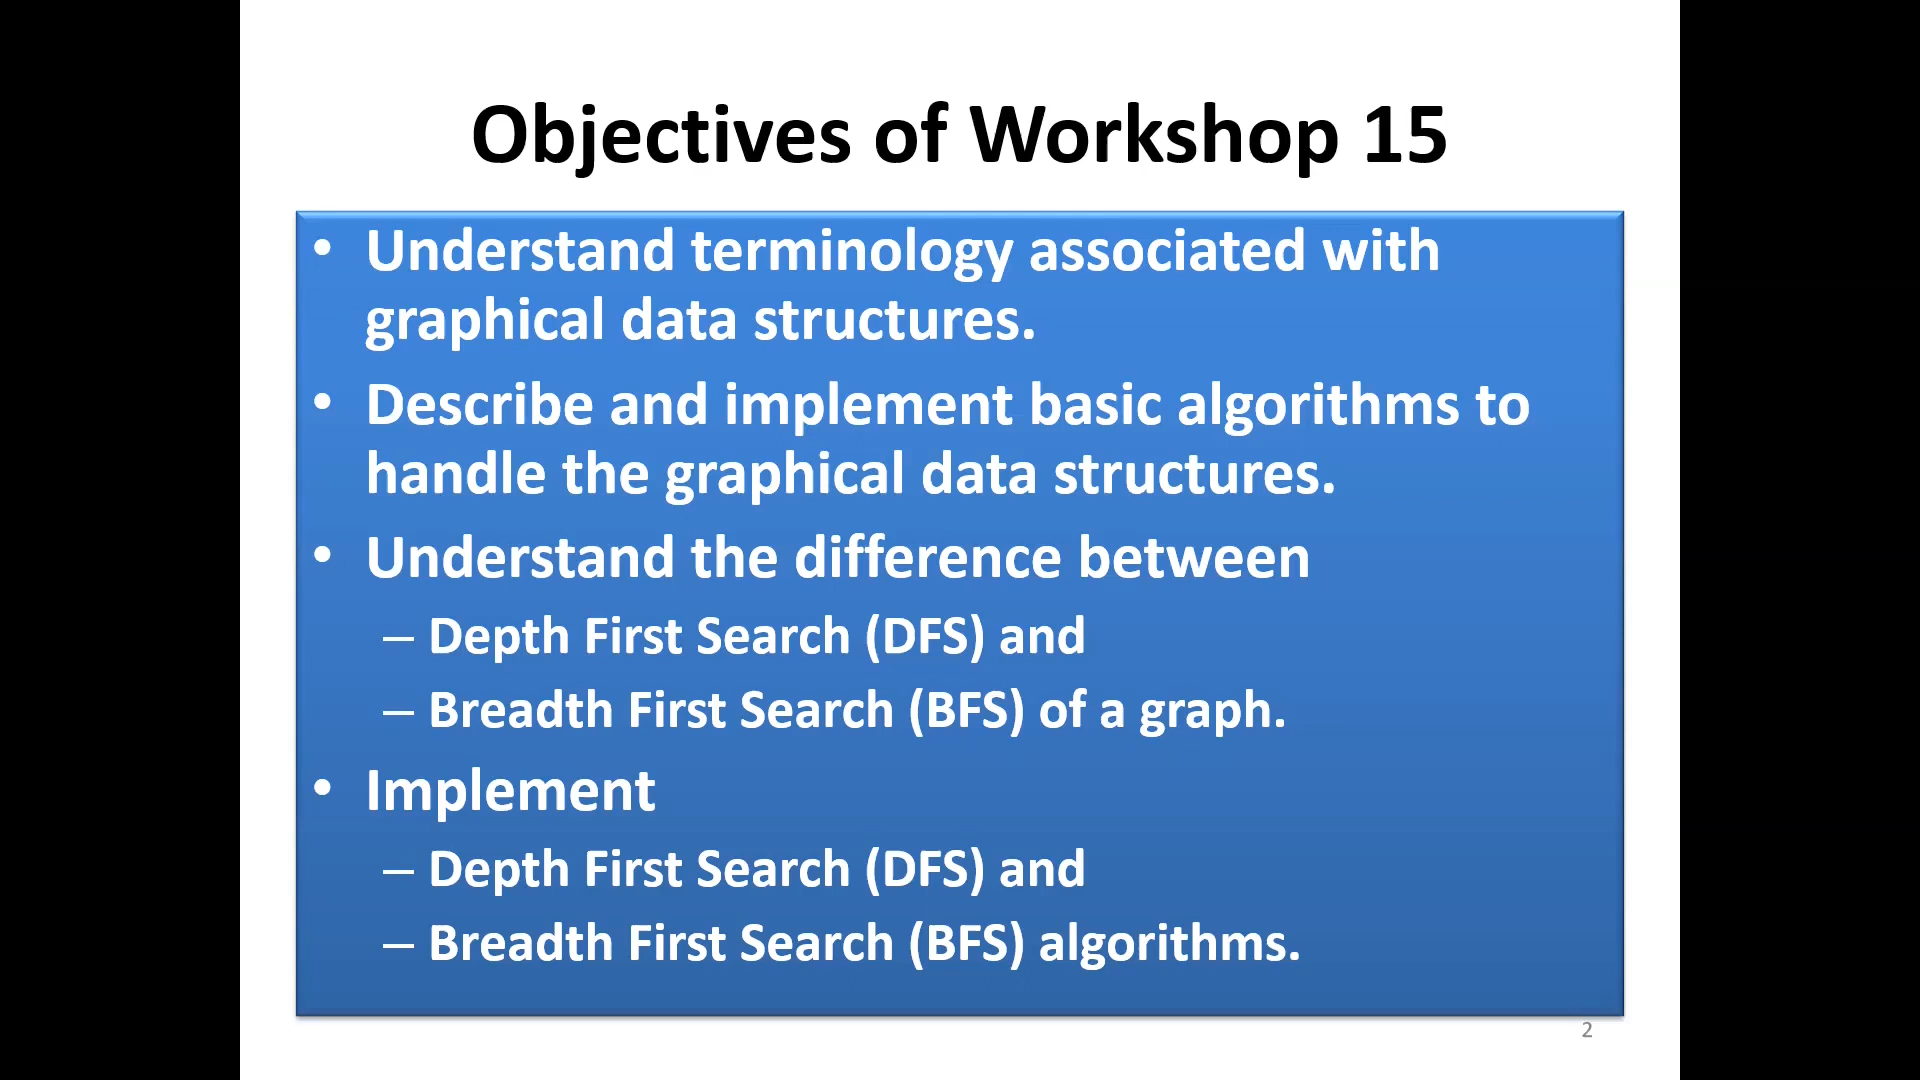 Objectives of Workshop 15
• Understand terminology associated with
graphical data structures.
• Describe and implement basic algorithms to
handle the graphical data structures.
• Understand the difference between
– Depth First Search (DFS) and
– Breadth First Search (BFS) of a graph.
• Implement
– Depth First Search (DFS) and
– Breadth First Search (BFS) algorithms.
2